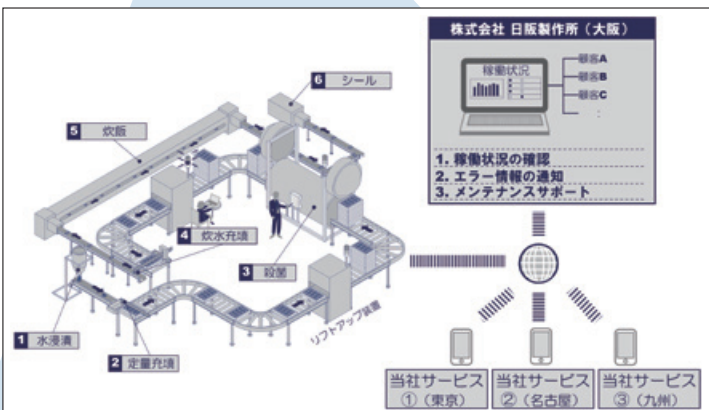 株式会社 日阪製作所（大阪）
稼働状況
顧客A
顧客B
顧客C
：
1. 稼働状況の確認
2. エラー情報の通知
3. メンテナンスサポート
6 シール
5 炊飯
4 炊水充填
3 殺菌
リフトアップ装置
1 水浸漬
2 定量充填
当社サービス
①（東京）
当社サービス
②（名古屋）
当社サービス
③（九州）